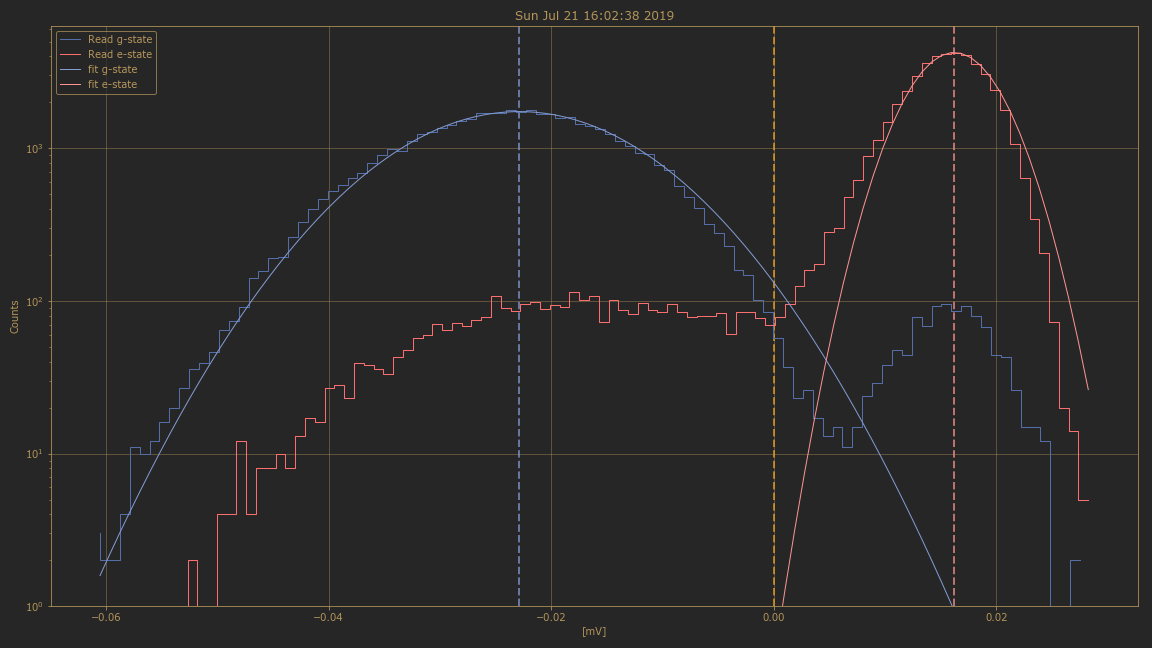 Sun Jul 21 16:02:38 2019
Read g-state
Read e-state
fit g-state
fit e-state
Counts
10³
10²
10¹
10⁰
−0.06
−0.04
−0.02
0.00
0.02
[mV]